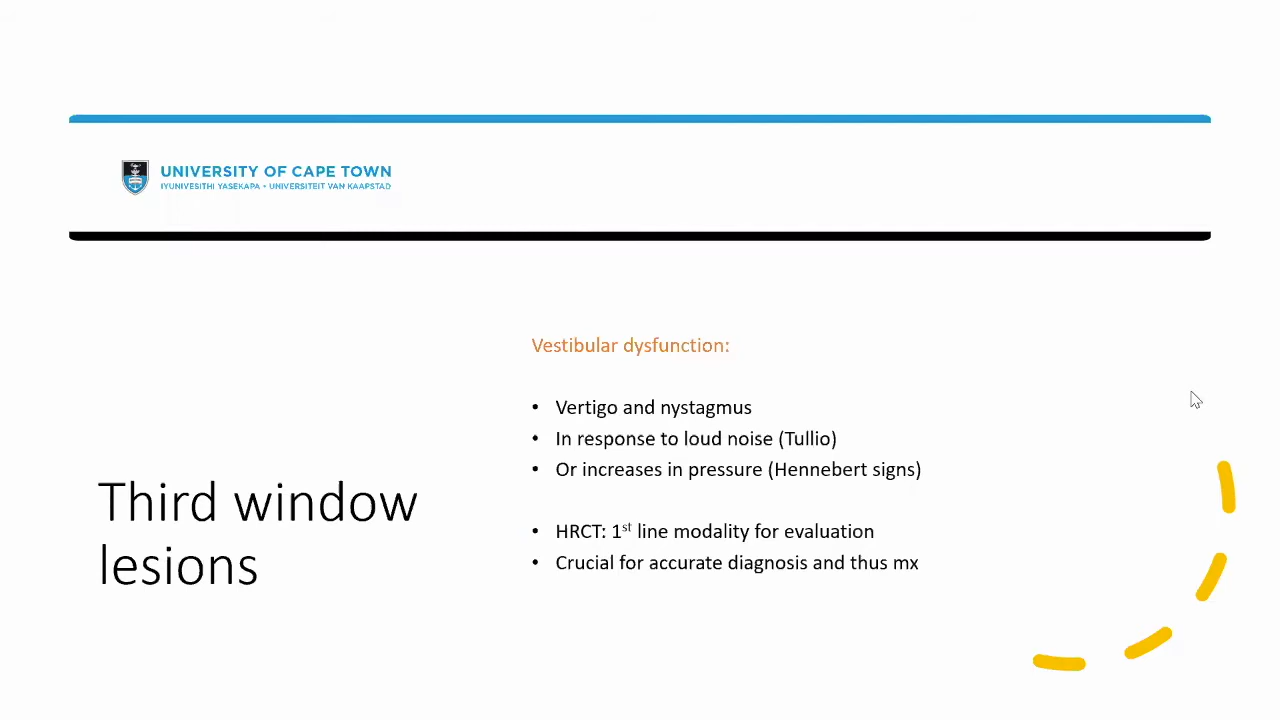 UNIVERSITY OF CAPE TOWN
IYUNIVESITHI YASEKAPA • UNIVERSITEIT VAN KAAPSTAD
Third window
lesions
Vestibular dysfunction:
• Vertigo and nystagmus
• In response to loud noise (Tullio)
• Or increases in pressure (Hennebert signs)
• HRCT: 1st line modality for evaluation
• Crucial for accurate diagnosis and thus mx